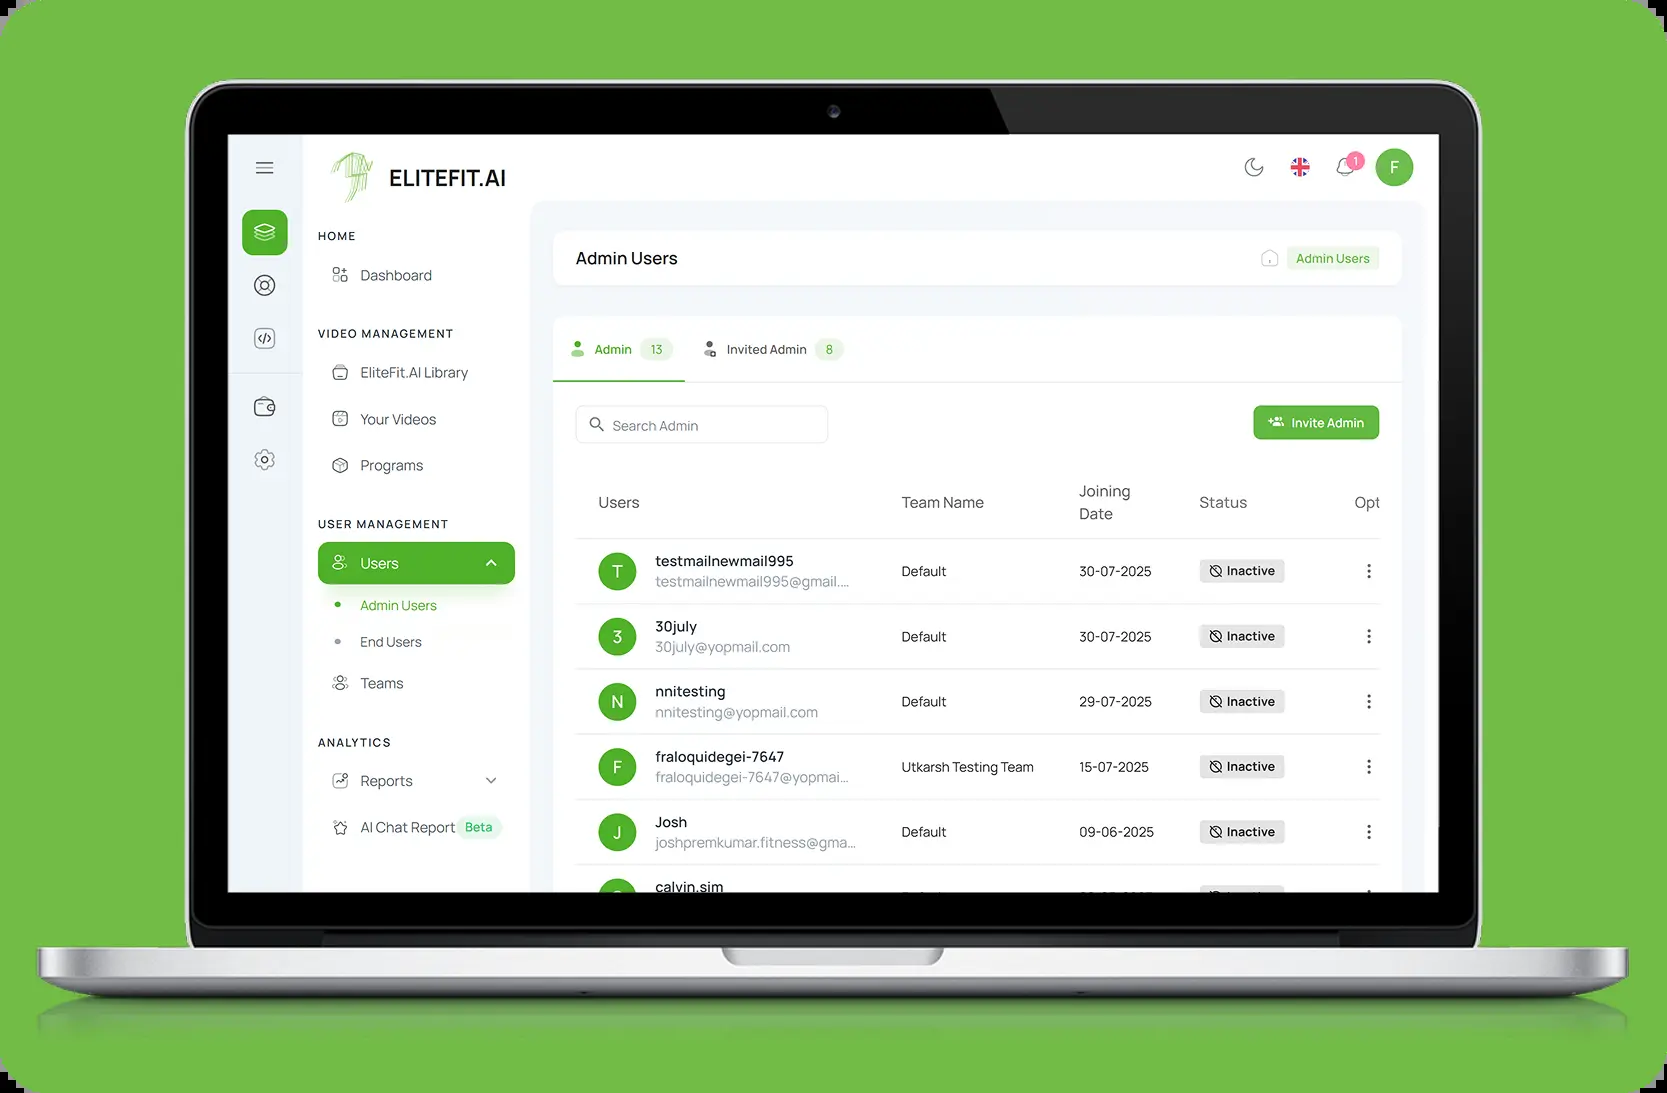 ELITEFIT.AI
1
F
HOME
Dashboard
VIDEO MANAGEMENT
EliteFit.AI Library
Your Videos
Programs
USER MANAGEMENT
Users
Admin Users
End Users
Teams
ANALYTICS
Reports
AI Chat Report Beta
Admin Users
Admin Users
Admin 13
Invited Admin 8
Search Admin
Invite Admin
Users Team Name Joining Date Status Opt
T testmailnewmail995 Default 30-07-2025 Inactive
testmailnewmail995@gmail....
3 30july Default 30-07-2025 Inactive
30july@yopmail.com
N nnitesting Default 29-07-2025 Inactive
nnitesting@yopmail.com
F fraloquidegei-7647 Utkarsh Testing Team 15-07-2025 Inactive
fraloquidegei-7647@yopmai...
J Josh Default 09-06-2025 Inactive
joshpremkumar.fitness@gma...
calvin.sim